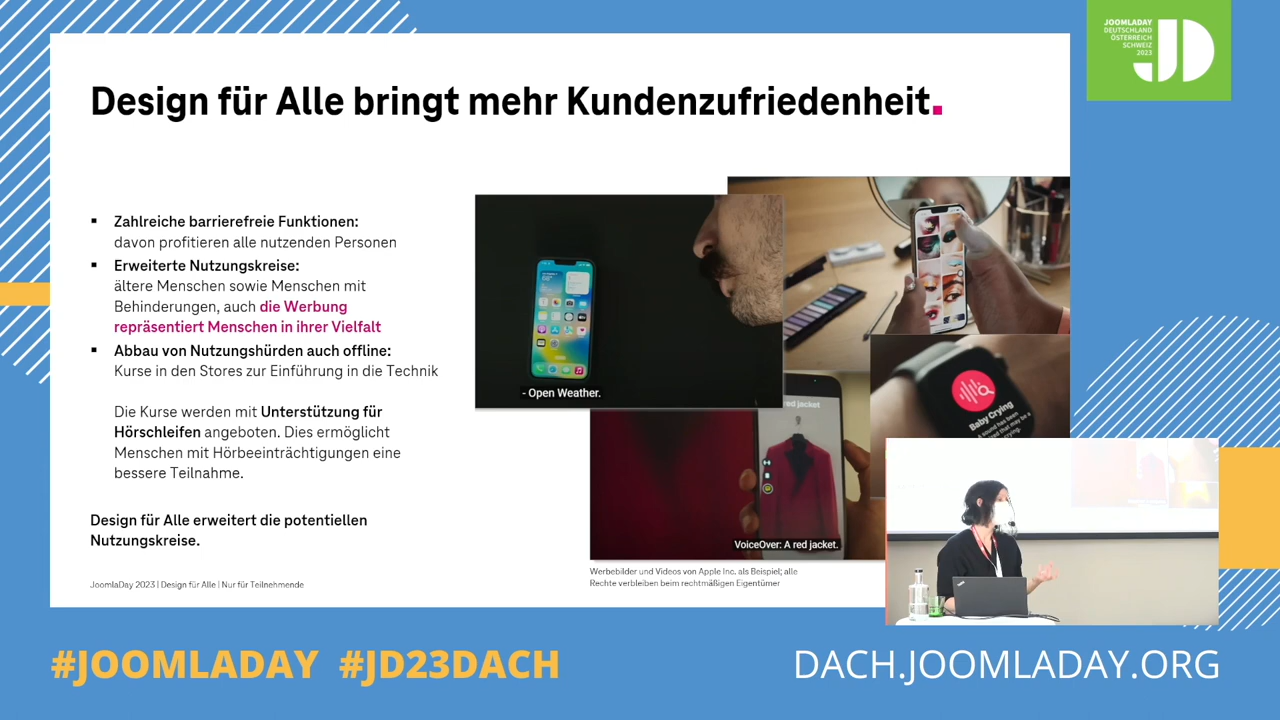 JOOMLADAY
DEUTSCHLAND
ÖSTERREICH
SCHWEIZ
2023
JD
Design für Alle bringt mehr Kundenzufriedenheit.
▪ Zahlreiche barrierefreie Funktionen:
davon profitieren alle nutzenden Personen
▪ Erweiterte Nutzungskreise:
ältere Menschen sowie Menschen mit
Behinderungen, auch die Werbung
repräsentiert Menschen in ihrer Vielfalt
▪ Abbau von Nutzungshürden auch offline:
Kurse in den Stores zur Einführung in die Technik
Die Kurse werden mit Unterstützung für
Hörschleifen angeboten. Dies ermöglicht
Menschen mit Hörbeeinträchtigungen eine
bessere Teilnahme.
Design für Alle erweitert die potentiellen
Nutzungskreise.
JoomlaDay 2023 | Design für Alle | Nur für Teilnehmende
- Open Weather.
red jacket
VoiceOver: A red jacket.
Baby Crying
Werbebilder und Videos von Apple Inc. als Beispiel; alle
Rechte verbleiben beim rechtmäßigen Eigentümer
#JOOMLADAY #JD23DACH
DACH.JOOMLADAY.ORG